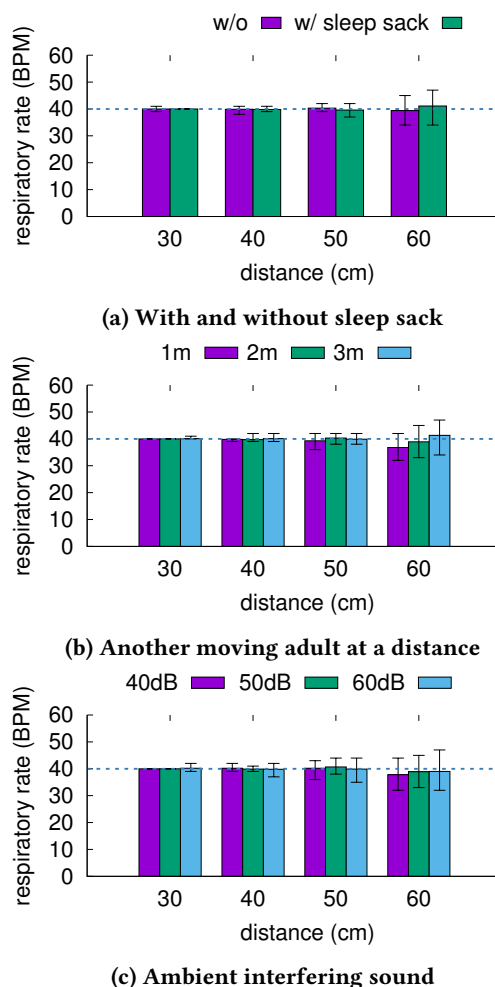 w/o w/ sleep sack
respiratory rate (BPM)
60
50
40
30
20
10
0
30 40 50 60
distance (cm)
(a) With and without sleep sack
1m 2m 3m
respiratory rate (BPM)
60
50
40
30
20
10
0
30 40 50 60
distance (cm)
(b) Another moving adult at a distance
40dB 50dB 60dB
respiratory rate (BPM)
60
50
40
30
20
10
0
30 40 50 60
distance (cm)
(c) Ambient interfering sound